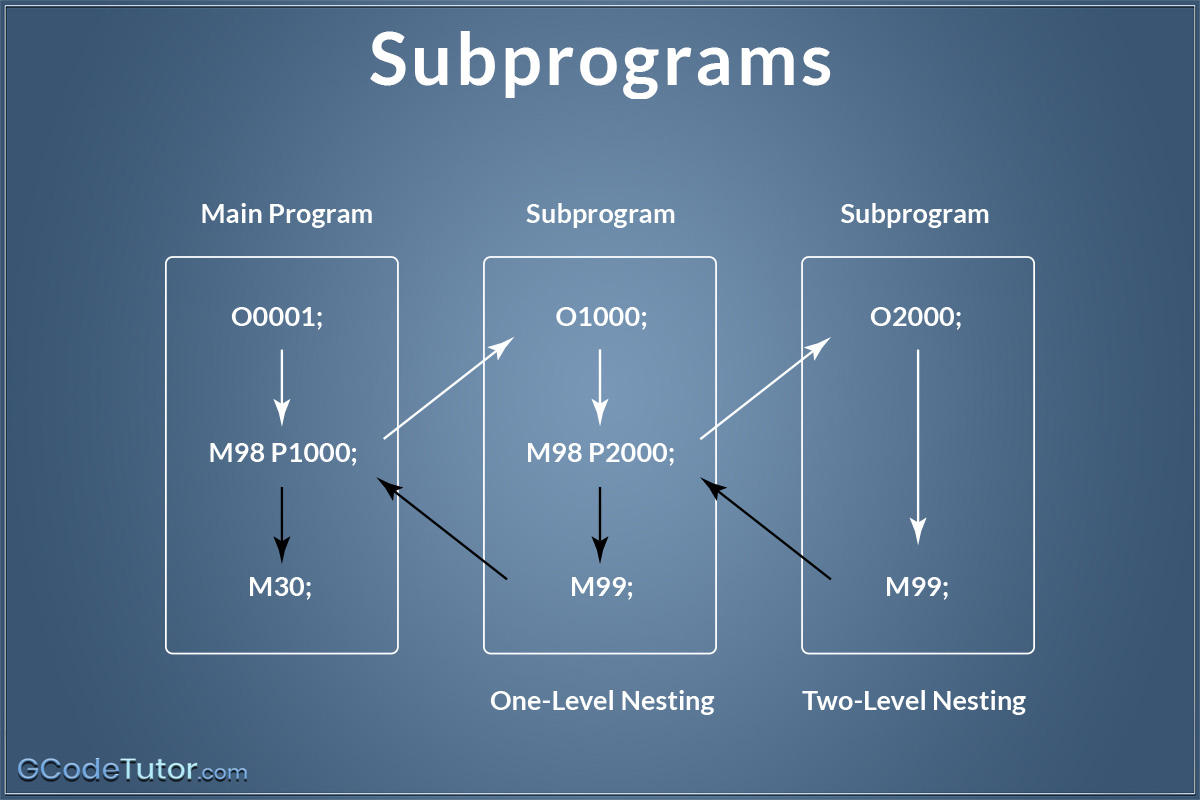 Subprograms
Main Program
O0001;
M98 P1000;
M30;
Subprogram
O1000;
M98 P2000;
M99;
One-Level Nesting
Subprogram
O2000;
M99;
Two-Level Nesting
GCodeTutor.com